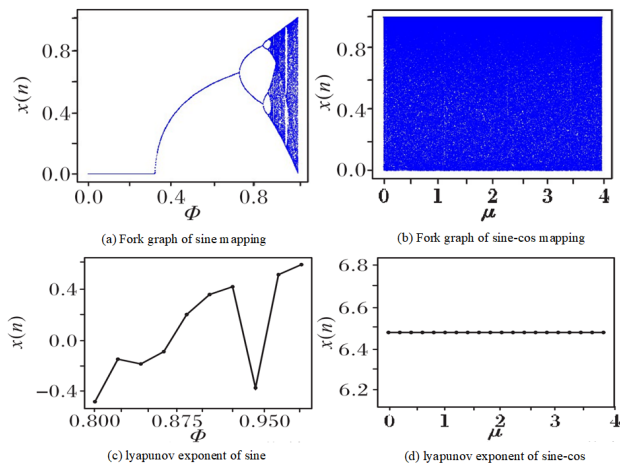 x(n)
0.8
0.4
0.0
0.0 0.4 0.8
Φ
(a) Fork graph of sine mapping
x(n)
0.8
0.4
0.0
0 1 2 3 4
μ
(b) Fork graph of sine-cos mapping
x(n)
0.4
0.0
−0.4
0.800 0.875 0.950
Φ
(c) lyapunov exponent of sine
x(n)
6.8
6.6
6.4
6.2
0 1 2 3 4
μ
(d) lyapunov exponent of sine-cos